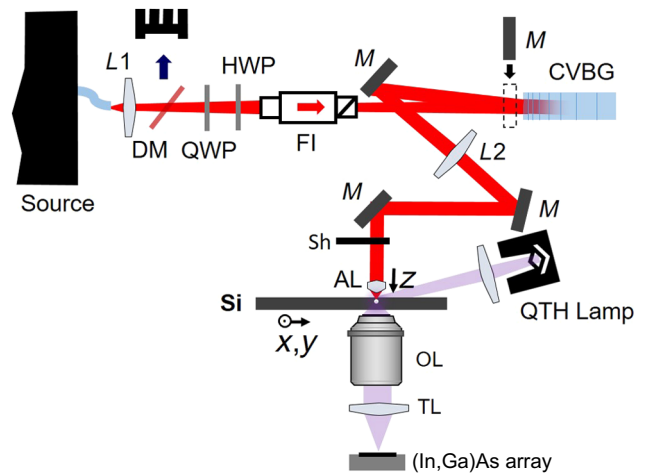 M
L1
HWP
M
CVBG
DM
QWP
FI
L2
Source
M
M
Sh
AL
z
Si
QTH Lamp
x,y
OL
TL
(In,Ga)As array